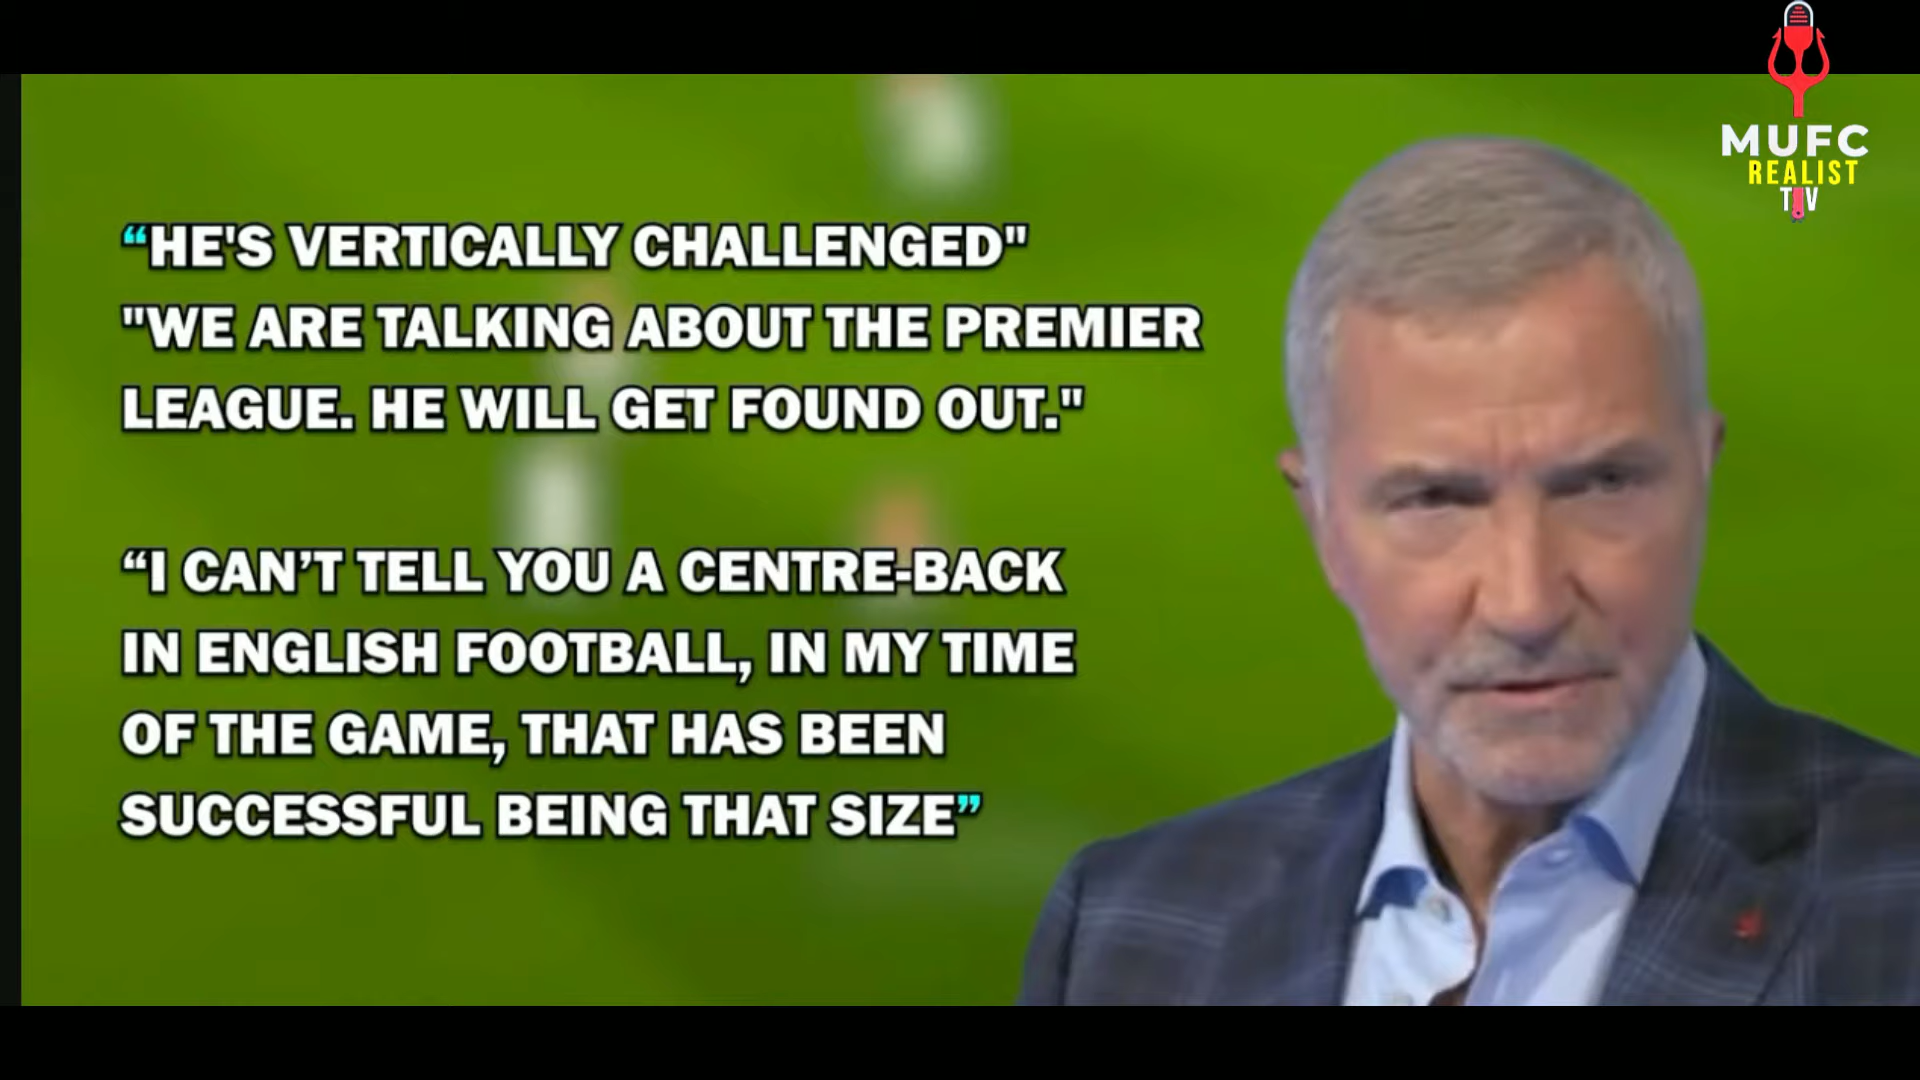 MUFC
REALIST
TV
“HE'S VERTICALLY CHALLENGED"
"WE ARE TALKING ABOUT THE PREMIER
LEAGUE. HE WILL GET FOUND OUT."
“I CAN’T TELL YOU A CENTRE-BACK
IN ENGLISH FOOTBALL, IN MY TIME
OF THE GAME, THAT HAS BEEN
SUCCESSFUL BEING THAT SIZE”